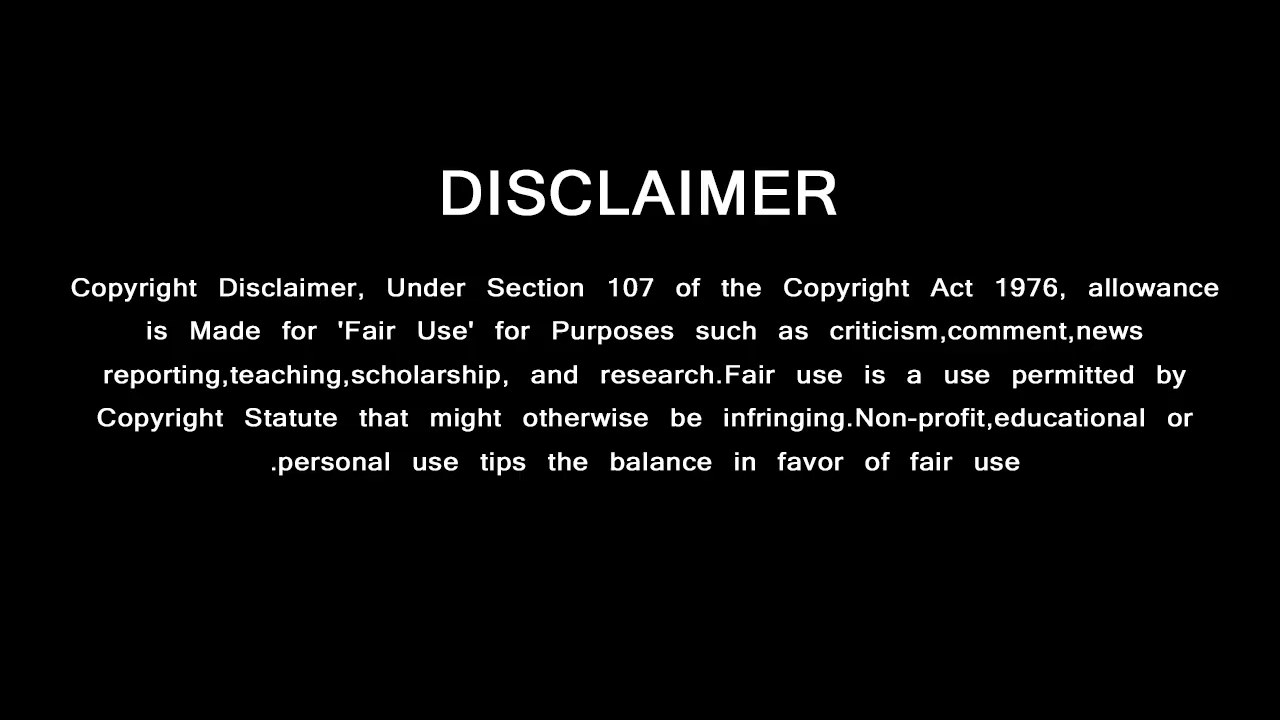 DISCLAIMER
Copyright Disclaimer, Under Section 107 of the Copyright Act 1976, allowance
is Made for 'Fair Use' for Purposes such as criticism,comment,news
reporting,teaching,scholarship, and research.Fair use is a use permitted by
Copyright Statute that might otherwise be infringing.Non-profit,educational or
.personal use tips the balance in favor of fair use